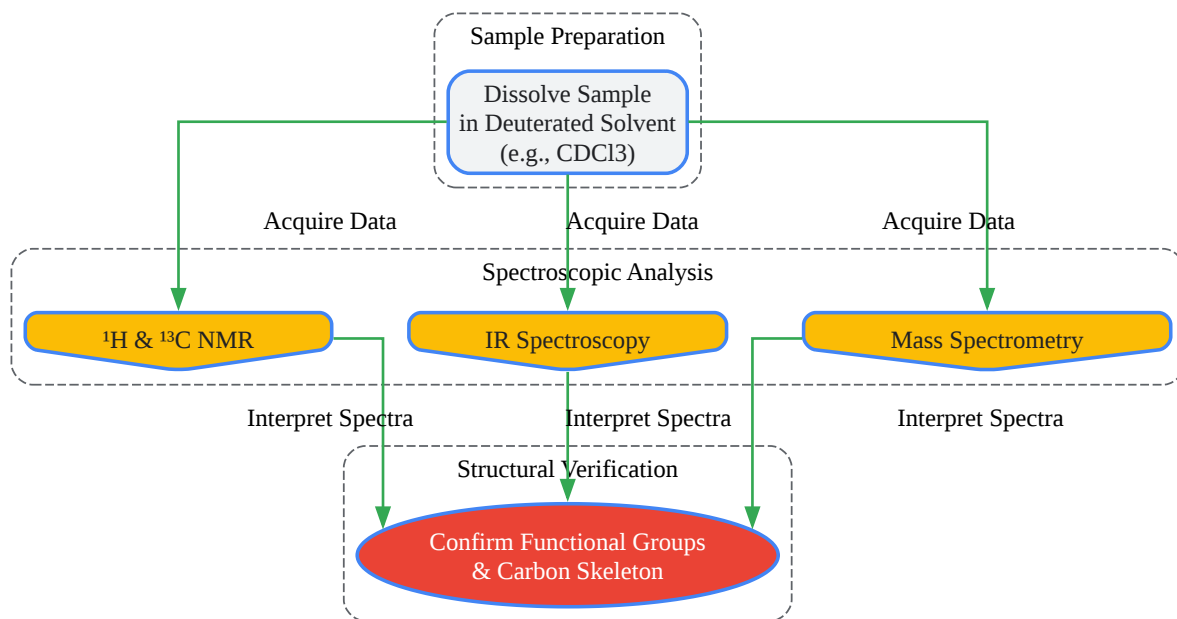 Sample Preparation
Dissolve Sample
in Deuterated Solvent
(e.g., CDCl3)
Acquire Data
Acquire Data
Acquire Data
Spectroscopic Analysis
¹H & ¹³C NMR
IR Spectroscopy
Mass Spectrometry
Interpret Spectra
Interpret Spectra
Interpret Spectra
Structural Verification
Confirm Functional Groups
& Carbon Skeleton